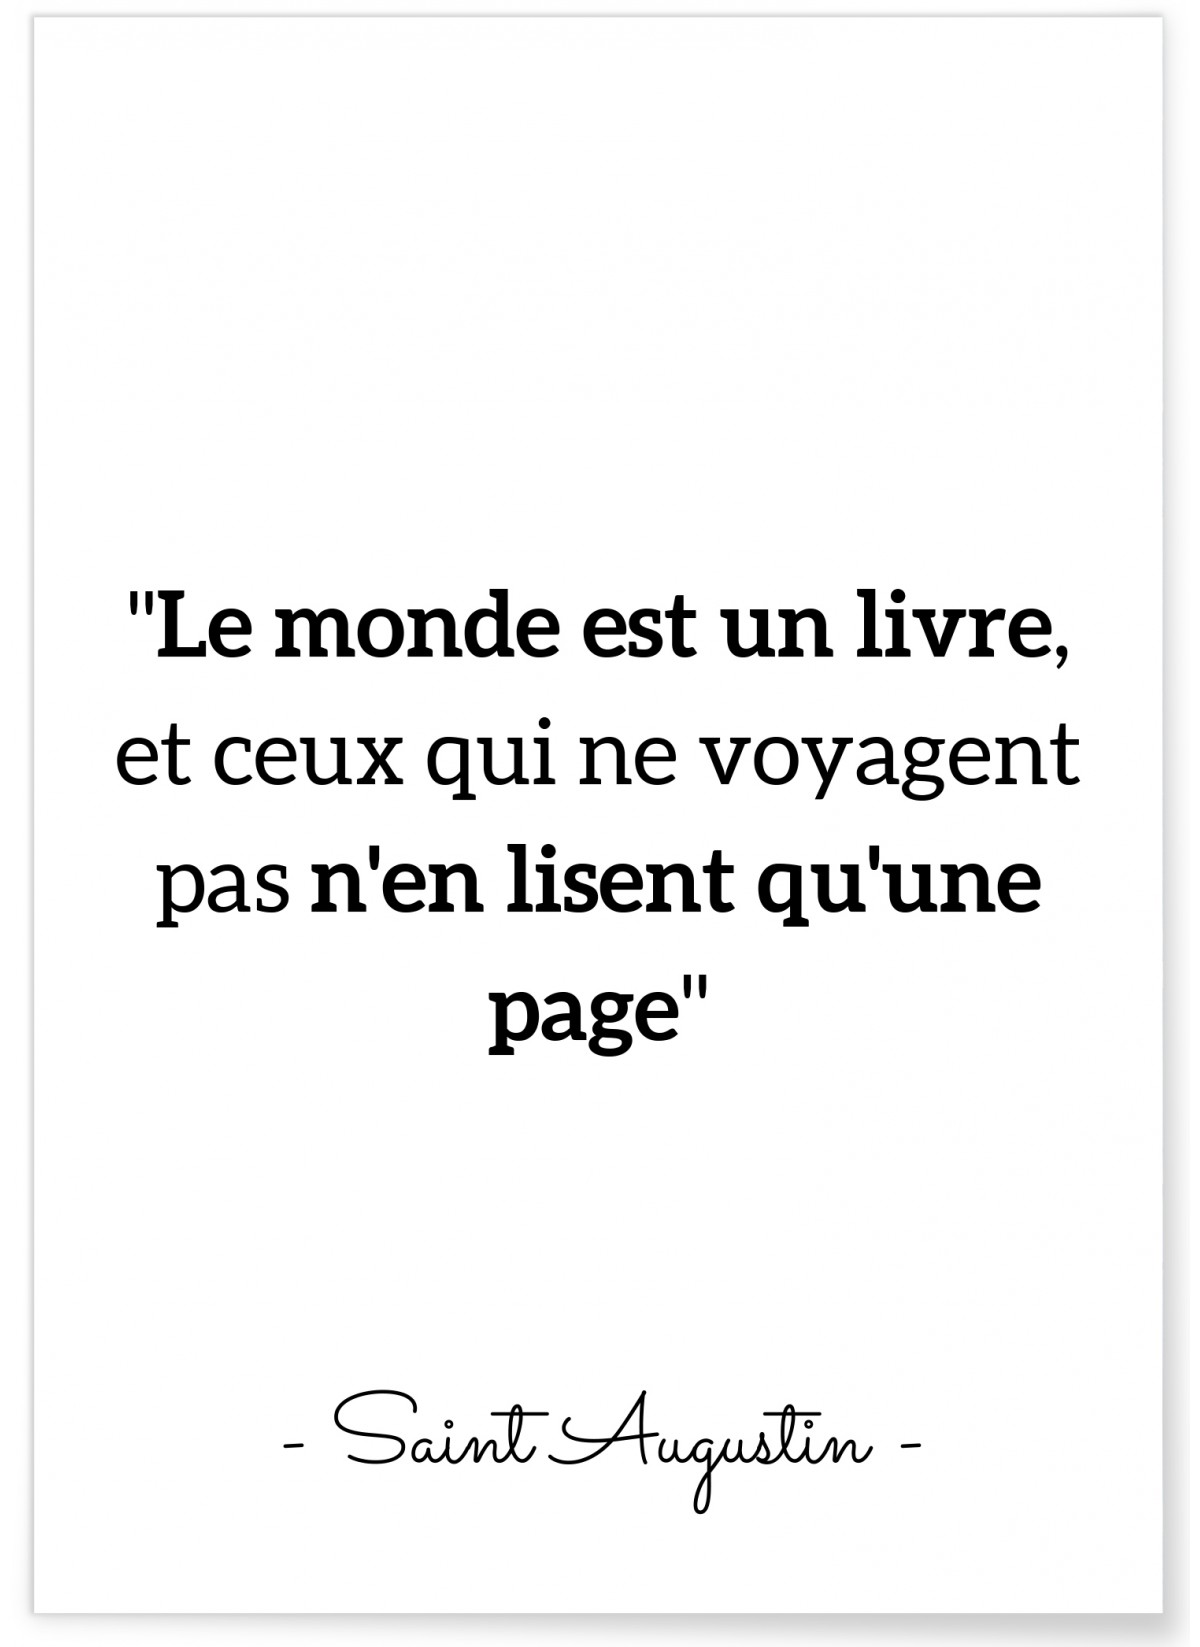 "Le monde est un livre,
et ceux qui ne voyagent
pas n'en lisent qu'une
page"
- Saint Augustin -